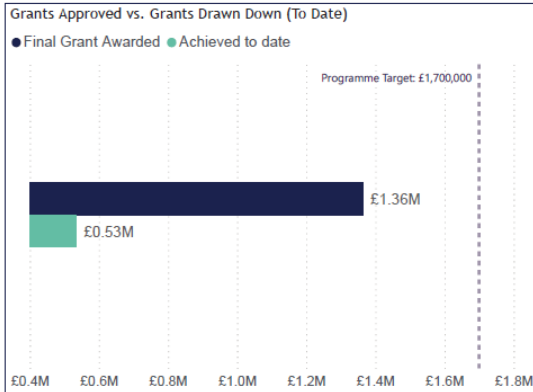 Grants Approved vs. Grants Drawn Down (To Date)
Final Grant Awarded Achieved to date
Programme Target: £1,700,000
£1.36M
£0.53M
£0.4M £0.6M £0.8M £1.0M £1.2M £1.4M £1.6M £1.8M